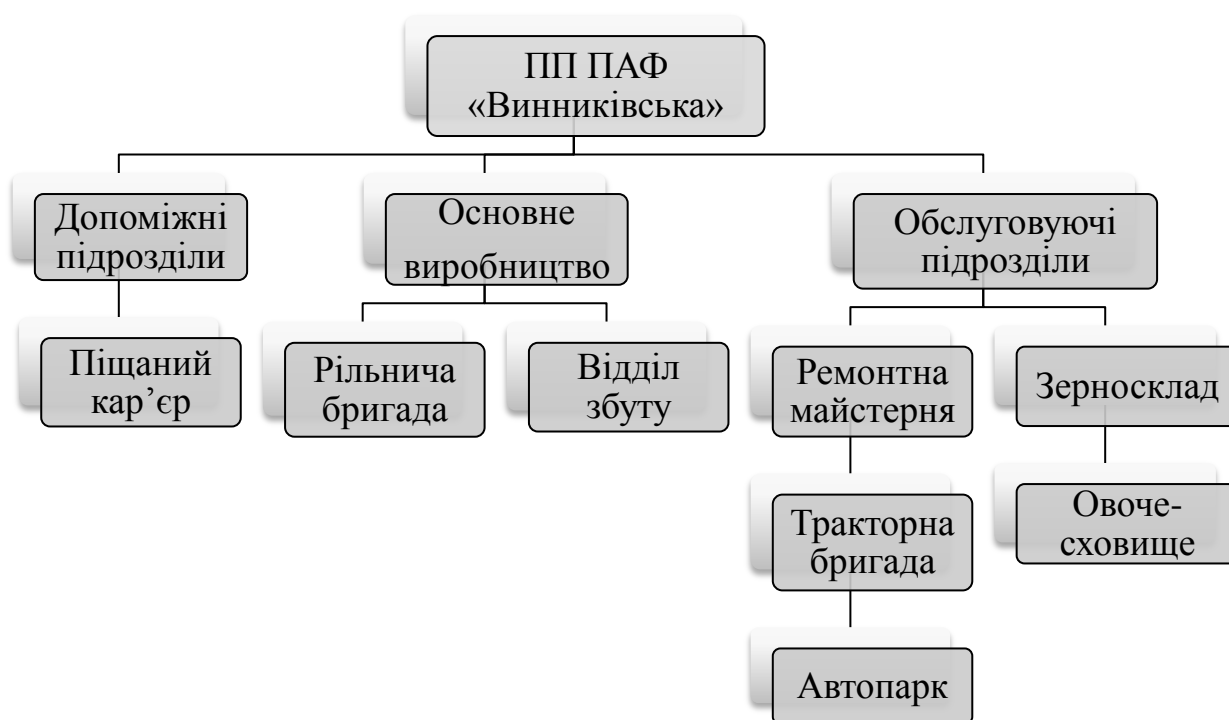 ПП ПАФ
«Винниківська»
Допоміжні
підрозділи
Основне
виробництво
Обслуговуючі
підрозділи
Піщаний
кар’єр
Рільнича
бригада
Відділ
збуту
Ремонтна
майстерня
Зерносклад
Тракторна
бригада
Овоче-
сховище
Автопарк